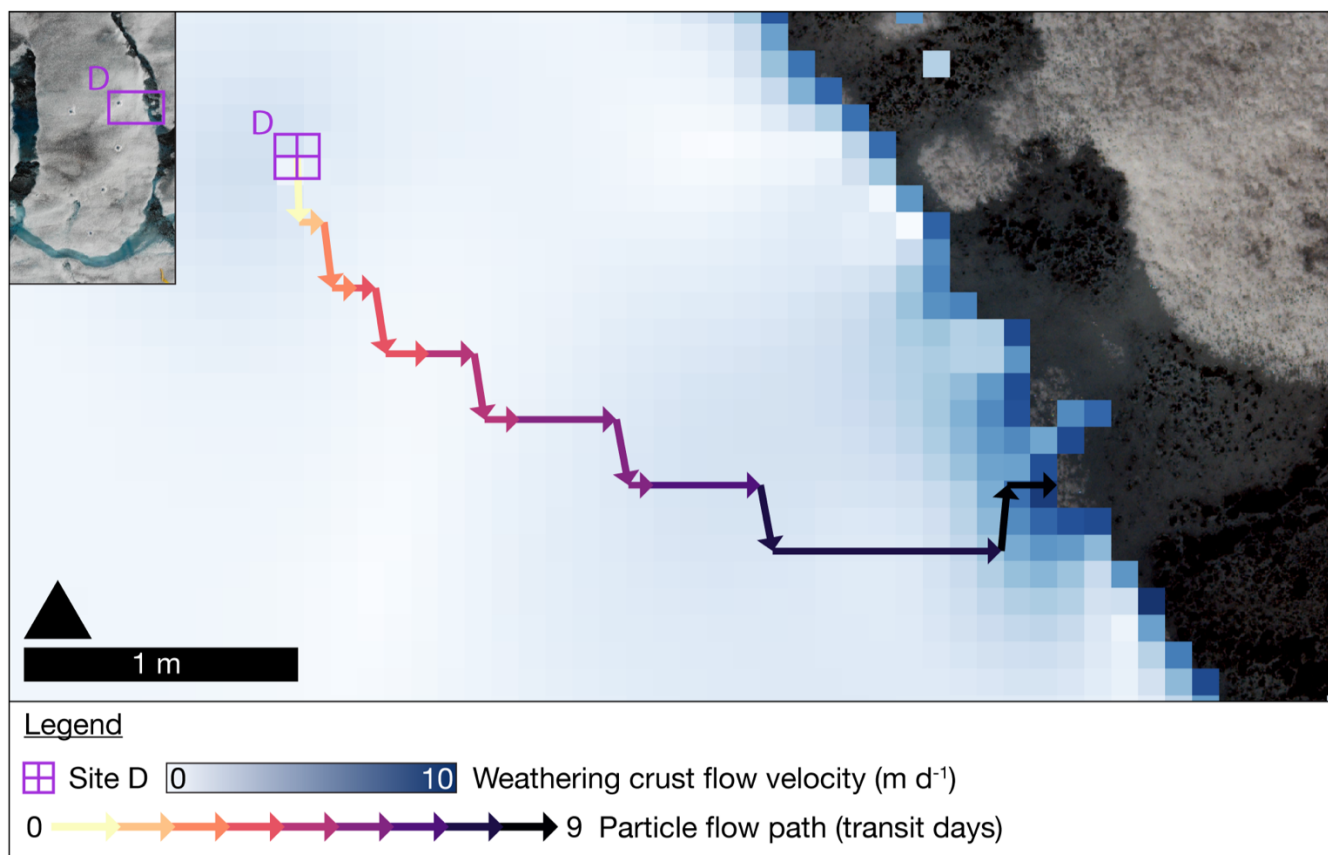 D
D
1 m
Legend
Site D 0 10 Weathering crust flow velocity (m d⁻¹)
0 9 Particle flow path (transit days)